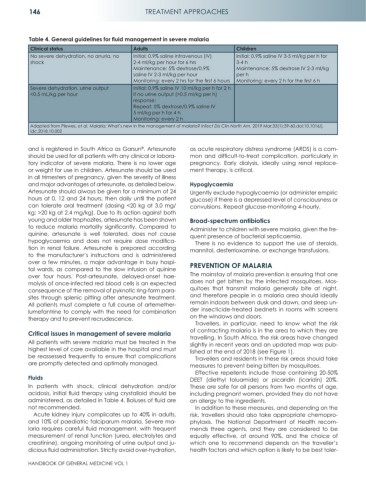 146 TREATMENT APPROACHES
Table 4. General guidelines for fluid management in severe malaria
Clinical status Adults Children
No severe dehydration, no anuria, no shock
Initial: 0.9% saline intravenous (IV)
2-4 ml/kg per hour for 6 hrs
Maintenance: 5% dextrose/0.9%
saline IV 2-3 ml/kg per hour
Monitoring: every 2 hrs for the first 6 hours
Initial: 0.9% saline IV 3-5 ml/kg per h for
3-4 h
Maintenance: 5% dextrose IV 2-3 ml/kg
per h
Monitoring: every 2 h for the first 6 h
Severe dehydration, urine output
<0.5 mL/kg per hour
Initial: 0.9% saline IV 10 ml/kg per h for 2 h
If no urine output (<0.5 ml/kg per h)
response:
Repeat: 5% dextrose/0.9% saline IV
5 ml/kg per h for 4 h
Monitoring: every 2 h
Adapted from Plewes, et al. Malaria: What's new in the management of malaria? Infect Dis Clin North Am. 2019 Mar;33(1):39-60.doi:10.1016/j.
idc.2018.10.002
and is registered in South Africa as Garsun®. Artesunate
should be used for all patients with any clinical or labora-
tory indicator of severe malaria. There is no lower age
or weight for use in children. Artesunate should be used
in all trimesters of pregnancy, given the severity of illness
and major advantages of artesunate, as detailed below.
Artesunate should always be given for a minimum of 24
hours at 0, 12 and 24 hours, then daily until the patient
can tolerate oral treatment (dosing <20 kg at 3.0 mg/
kg; >20 kg at 2.4 mg/kg). Due to its action against both
young and older trophozites, artesunate has been shown
to reduce malaria mortality significantly. Compared to
quinine, artesunate is well tolerated, does not cause
hypoglycaemia and does not require dose modifica-
tion in renal failure. Artesunate is prepared according
to the manufacturer's instructions and is administered
over a few minutes, a major advantage in busy hospi-
tal wards, as compared to the slow infusion of quinine
over four hours. Post-artesunate, delayed-onset hae-
molysis of once-infected red blood cells is an expected
consequence of the removal of pyknotic ring-form para-
sites through splenic pitting after artesunate treatment.
All patients must complete a full course of artemether-
lumefantrine to comply with the need for combination
therapy and to prevent recrudescence.
Critical issues in management of severe malaria
All patients with severe malaria must be treated in the
highest level of care available in the hospital and must
be reassessed frequently to ensure that complications
are promptly detected and optimally managed.
Fluids
In patients with shock, clinical dehydration and/or
acidosis, initial fluid therapy using crystalloid should be
administered, as detailed in Table 4. Boluses of fluid are
not recommended.
Acute kidney injury complicates up to 40% in adults,
and 10% of paediatric falciparum malaria. Severe ma-
laria requires careful fluid management, with frequent
measurement of renal function (urea, electrolytes and
creatinine), ongoing monitoring of urine output and ju-
dicious fluid administration. Strictly avoid over-hydration,
as acute respiratory distress syndrome (ARDS) is a com-
mon and difficult-to-treat complication, particularly in
pregnancy. Early dialysis, ideally using renal replace-
ment therapy, is critical.
Hypoglycaemia
Urgently exclude hypoglycaemia (or administer empiric
glucose) if there is a depressed level of consciousness or
convulsions. Repeat glucose monitoring 4-hourly.
Broad-spectrum antibiotics
Administer to children with severe malaria, given the fre-
quent presence of bacterial septicaemia.
There is no evidence to support the use of steroids,
mannitol, desferrioxamine, or exchange transfusions.
PREVENTION OF MALARIA
The mainstay of malaria prevention is ensuring that one
does not get bitten by the infected mosquitoes. Mos-
quitoes that transmit malaria generally bite at night,
and therefore people in a malaria area should ideally
remain indoors between dusk and dawn, and sleep un-
der insecticide-treated bednets in rooms with screens
on the windows and doors.
Travellers, in particular, need to know what the risk
of contracting malaria is in the area to which they are
travelling. In South Africa, the risk areas have changed
slightly in recent years and an updated map was pub-
lished at the end of 2018 (see Figure 1).
Travellers and residents in these risk areas should take
measures to prevent being bitten by mosquitoes.
Effective repellents include those containing 20-50%
DEET (diethyl toluamide) or picaridin (icaridin) 20%.
These are safe for all persons from two months of age,
including pregnant women, provided they do not have
an allergy to the ingredients.
In addition to these measures, and depending on the
risk, travellers should also take appropriate chemopro-
phylaxis. The National Department of Health recom-
mends three agents, and they are considered to be
equally effective, at around 90%, and the choice of
which one to recommend depends on the traveller's
health factors and which option is likely to be best toler-
HANDBOOK OF GENERAL MEDICINE VOL I